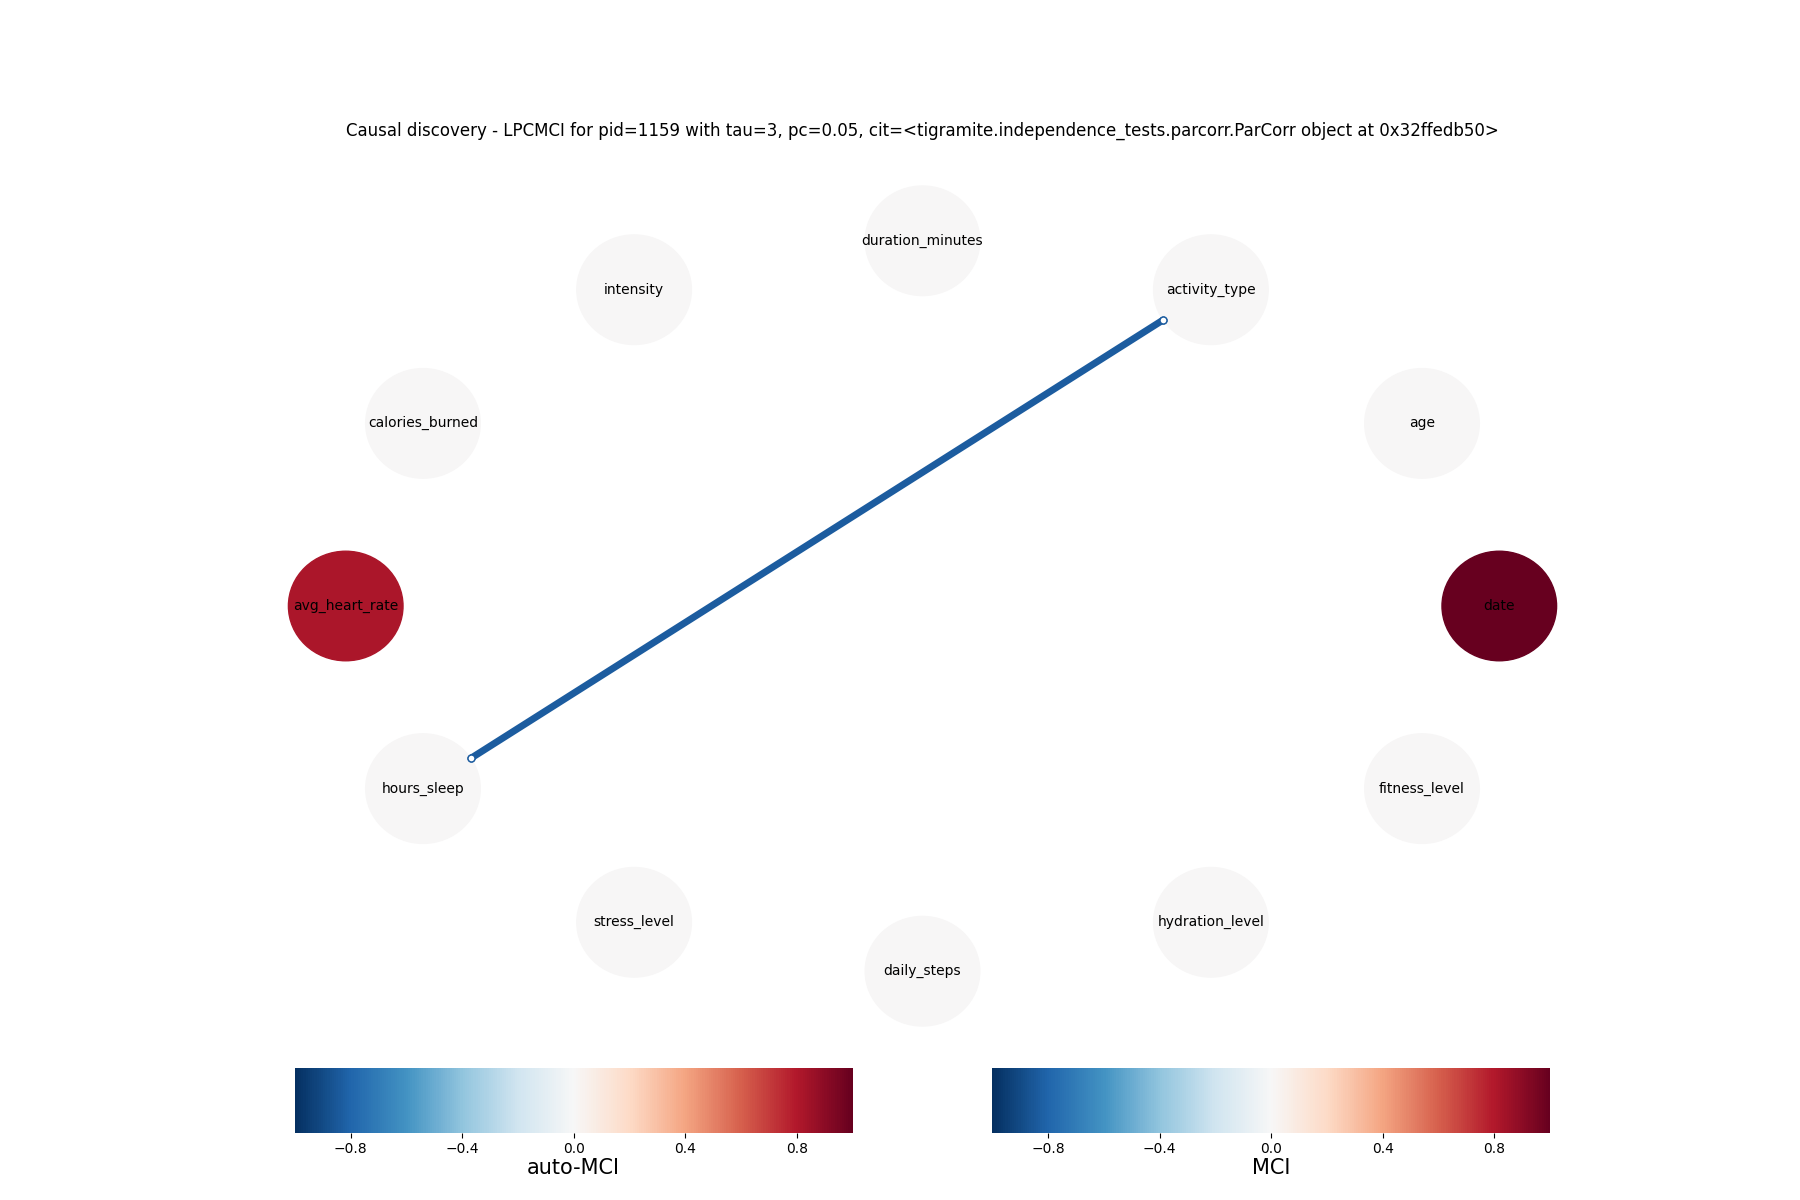 Causal discovery - LPCMCI for pid=1159 with tau=3, pc=0.05, cit=<tigramite.independence_tests.parcorr.ParCorr object at 0x32ffedb50>
duration_minutes
intensity
activity_type
calories_burned
age
avg_heart_rate
date
hours_sleep
fitness_level
stress_level
hydration_level
daily_steps
−0.8 −0.4 0.0 0.4 0.8
auto-MCI
−0.8 −0.4 0.0 0.4 0.8
MCI